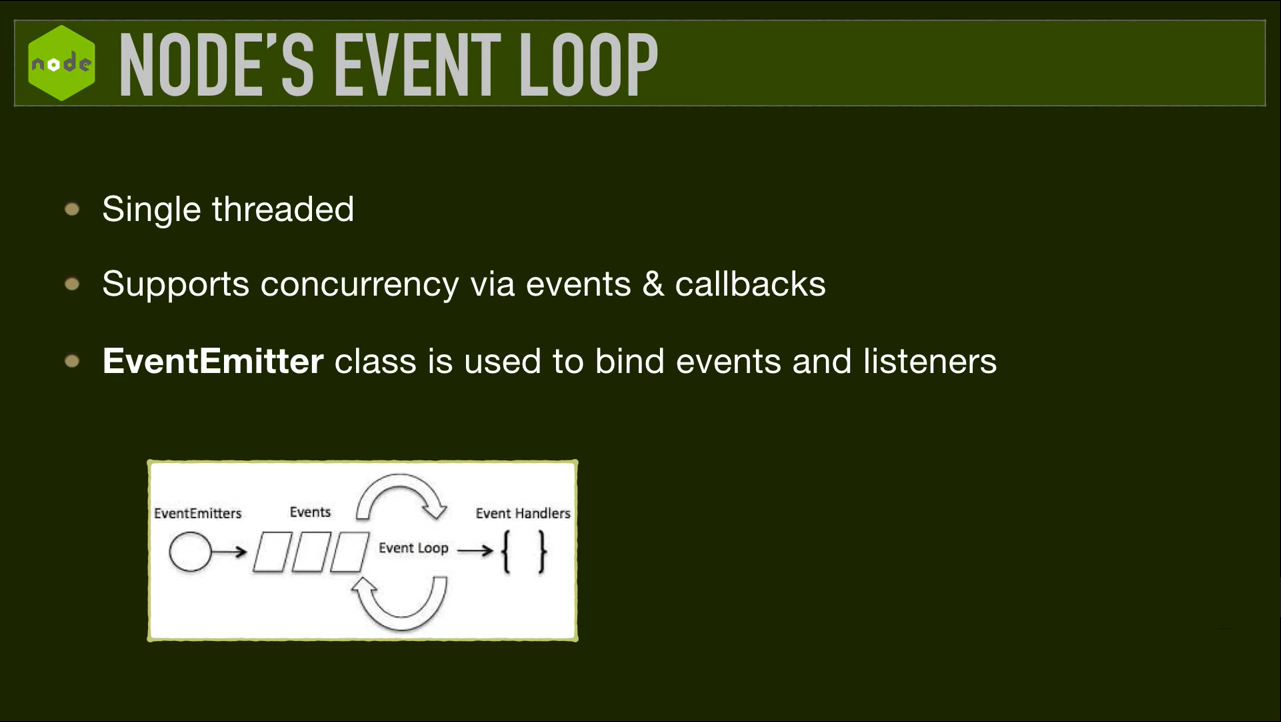 node
NODE’S EVENT LOOP
Single threaded
Supports concurrency via events & callbacks
EventEmitter class is used to bind events and listeners
EventEmitters
Events
Event Loop
Event Handlers
{ }